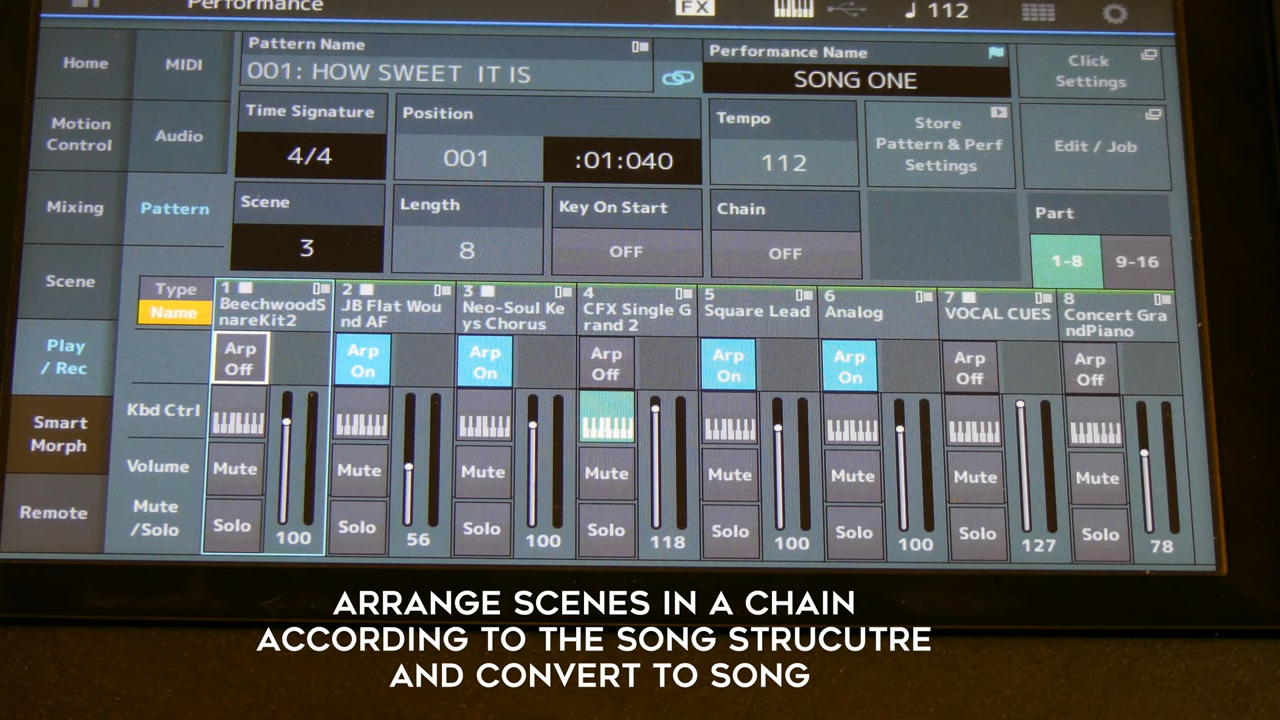 Performance
FX
♩ 112
Home
MIDI
Pattern Name
001: HOW SWEET IT IS
Performance Name
SONG ONE
Click
Settings
Motion
Control
Audio
Time Signature
4/4
Position
001
:01:040
Tempo
112
Store
Pattern & Perf
Settings
Edit / Job
Mixing
Pattern
Scene
3
Length
8
Key On Start
OFF
Chain
OFF
Part
1-8
9-16
Scene
Type
Name
1
BeechwoodS
nareKit2
2
JB Flat Wou
nd AF
3
Neo-Soul Ke
ys Chorus
4
CFX Single G
rand 2
5
Square Lead
6
Analog
7
VOCAL CUES
8
Concert Gra
ndPiano
Play
/ Rec
Arp
Off
Arp
On
Arp
On
Arp
Off
Arp
On
Arp
On
Arp
Off
Arp
Off
Smart
Morph
Kbd Ctrl
Volume
Mute Mute Mute Mute Mute Mute Mute Mute
Remote
Mute
/Solo
Solo Solo Solo Solo Solo Solo Solo Solo
100 56 100 118 100 100 127 78
ARRANGE SCENES IN A CHAIN
ACCORDING TO THE SONG STRUCUTRE
AND CONVERT TO SONG